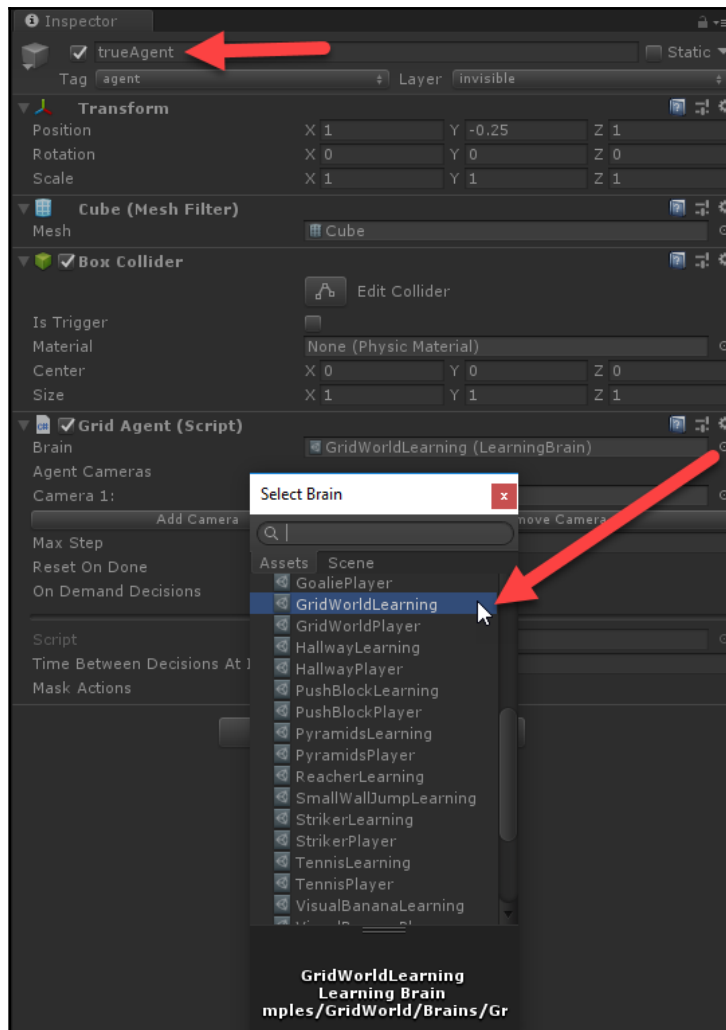 Inspector
trueAgent Static
Tag agent Layer invisible
Transform
Position X 1 Y -0.25 Z 1
Rotation X 0 Y 0 Z 0
Scale X 1 Y 1 Z 1
Cube (Mesh Filter)
Mesh Cube
Box Collider
Edit Collider
Is Trigger
Material None (Physic Material)
Center X 0 Y 0 Z 0
Size X 1 Y 1 Z 1
Grid Agent (Script)
Brain GridWorldLearning (LearningBrain)
Agent Cameras
Camera 1:
Add Camera move Camera
Max Step
Reset On Done
On Demand Decisions
Script
Time Between Decisions At I
Mask Actions
Select Brain x
Assets Scene
GoaliePlayer
GridWorldLearning
GridWorldPlayer
HallwayLearning
HallwayPlayer
PushBlockLearning
PushBlockPlayer
PyramidsLearning
PyramidsPlayer
ReacherLearning
SmallWallJumpLearning
StrikerLearning
StrikerPlayer
TennisLearning
TennisPlayer
VisualBananaLearning
GridWorldLearning
Learning Brain
mples/GridWorld/Brains/Gr